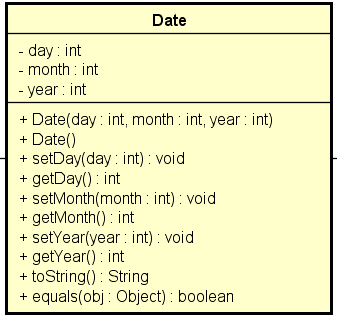 Date
- day : int
- month : int
- year : int
+ Date(day : int, month : int, year : int)
+ Date()
+ setDay(day : int) : void
+ getDay() : int
+ setMonth(month : int) : void
+ getMonth() : int
+ setYear(year : int) : void
+ getYear() : int
+ toString() : String
+ equals(obj : Object) : boolean